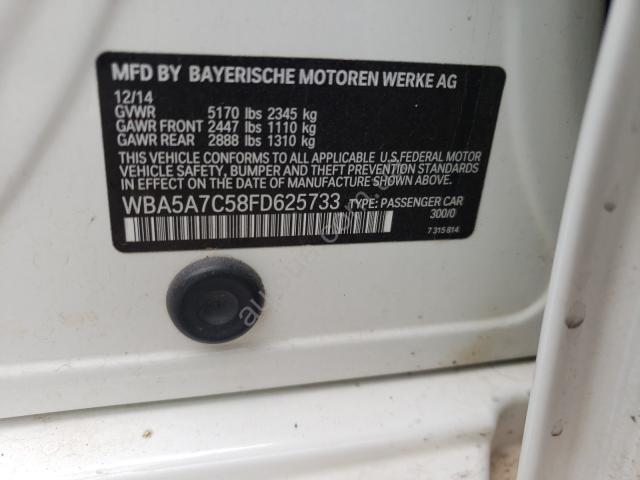 MFD BY BAYERISCHE MOTOREN WERKE AG
12/14
GVWR 5170 lbs 2345 kg
GAWR FRONT 2447 lbs 1110 kg
GAWR REAR 2888 lbs 1310 kg
THIS VEHICLE CONFORMS TO ALL APPLICABLE U.S.FEDERAL MOTOR
VEHICLE SAFETY, BUMPER AND THEFT PREVENTION STANDARDS
IN EFFECT ON THE DATE OF MANUFACTURE SHOWN ABOVE.
WBA5A7C58FD625733 TYPE: PASSENGER CAR
300/0
7 315 814